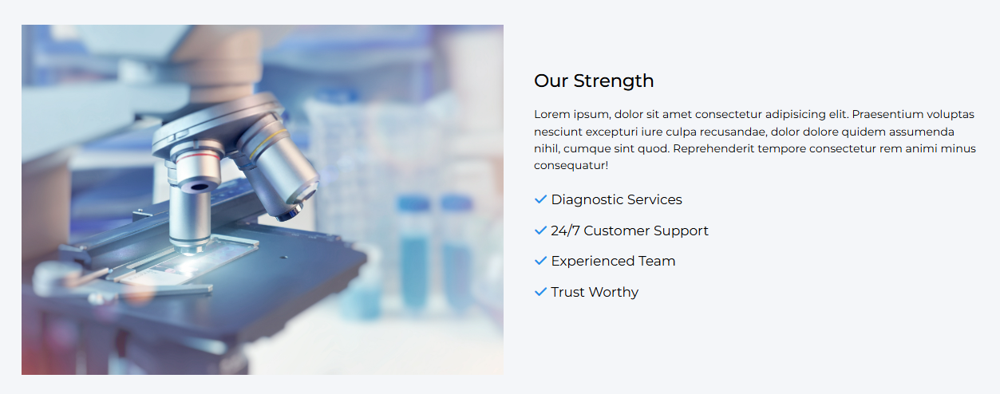 Our Strength
Lorem ipsum, dolor sit amet consectetur adipisicing elit. Praesentium voluptas
nesciunt excepturi iure culpa recusandae, dolor dolore quidem assumenda
nihil, cumque sint quod. Reprehenderit tempore consectetur rem animi minus
consequatur!
Diagnostic Services
24/7 Customer Support
Experienced Team
Trust Worthy